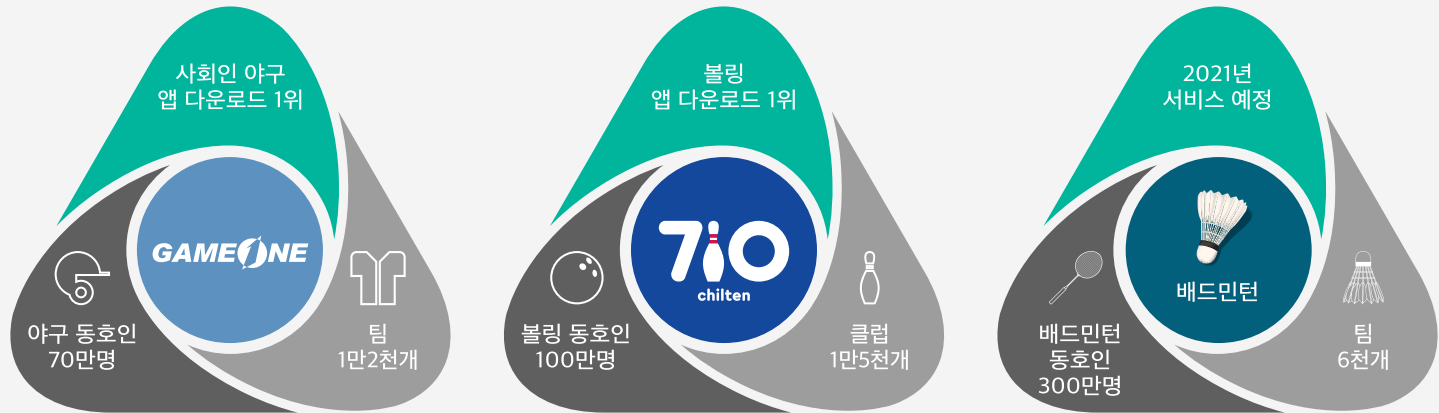 사회인 야구
앱 다운로드 1위
GAMEONE
야구 동호인
70만명
팀
1만2천개
볼링
앱 다운로드 1위
710
chilten
볼링 동호인
100만명
클럽
1만5천개
2021년
서비스 예정
배드민턴
배드민턴
동호인
300만명
팀
6천개